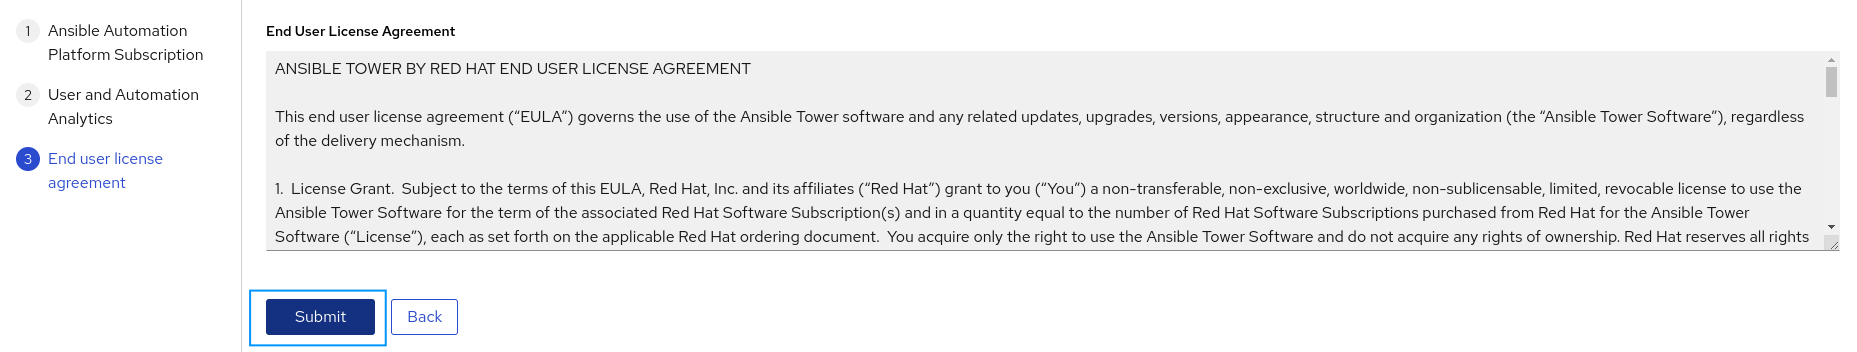 1 Ansible Automation
Platform Subscription
2 User and Automation
Analytics
3 End user license
agreement
End User License Agreement
ANSIBLE TOWER BY RED HAT END USER LICENSE AGREEMENT
This end user license agreement (“EULA”) governs the use of the Ansible Tower software and any related updates, upgrades, versions, appearance, structure and organization (the “Ansible Tower Software”), regardless
of the delivery mechanism.
1.  License Grant.  Subject to the terms of this EULA, Red Hat, Inc. and its affiliates (“Red Hat”) grant to you (“You”) a non-transferable, non-exclusive, worldwide, non-sublicensable, limited, revocable license to use the
Ansible Tower Software for the term of the associated Red Hat Software Subscription(s) and in a quantity equal to the number of Red Hat Software Subscriptions purchased from Red Hat for the Ansible Tower
Software (“License”), each as set forth on the applicable Red Hat ordering document.  You acquire only the right to use the Ansible Tower Software and do not acquire any rights of ownership. Red Hat reserves all rights
Submit Back